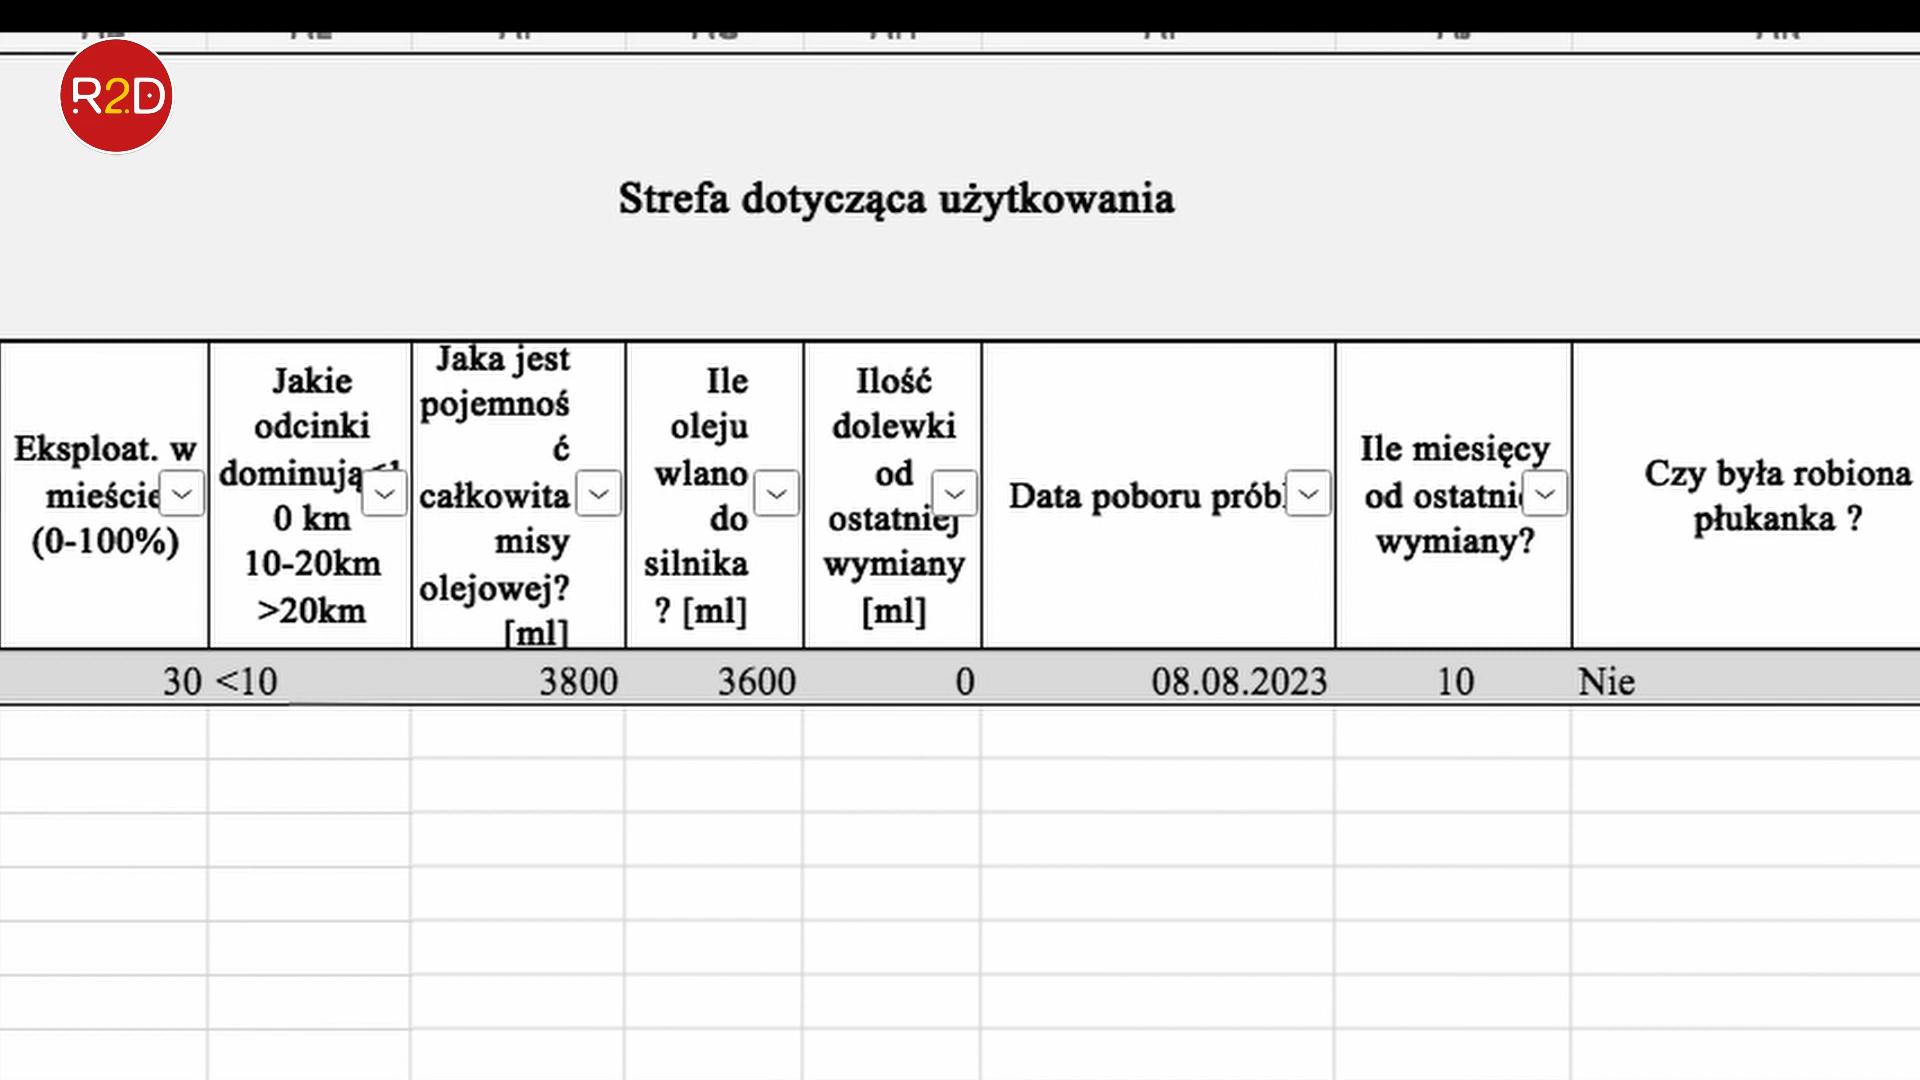 R2D
Strefa dotycząca użytkowania
Eksploat. w
mieście
(0-100%)
Jakie
odcinki
dominują
0 km
10-20km
>20km
Jaka jest
pojemnoś
ć
całkowita
misy
olejowej?
[ml]
Ile
oleju
wlano
do
silnika
? [ml]
Ilość
dolewki
od
ostatniej
wymiany
[ml]
Data poboru prób
Ile miesięcy
od ostatni
wymiany?
Czy była robiona
płukanka ?
30 <10 3800 3600 0 08.08.2023 10 Nie